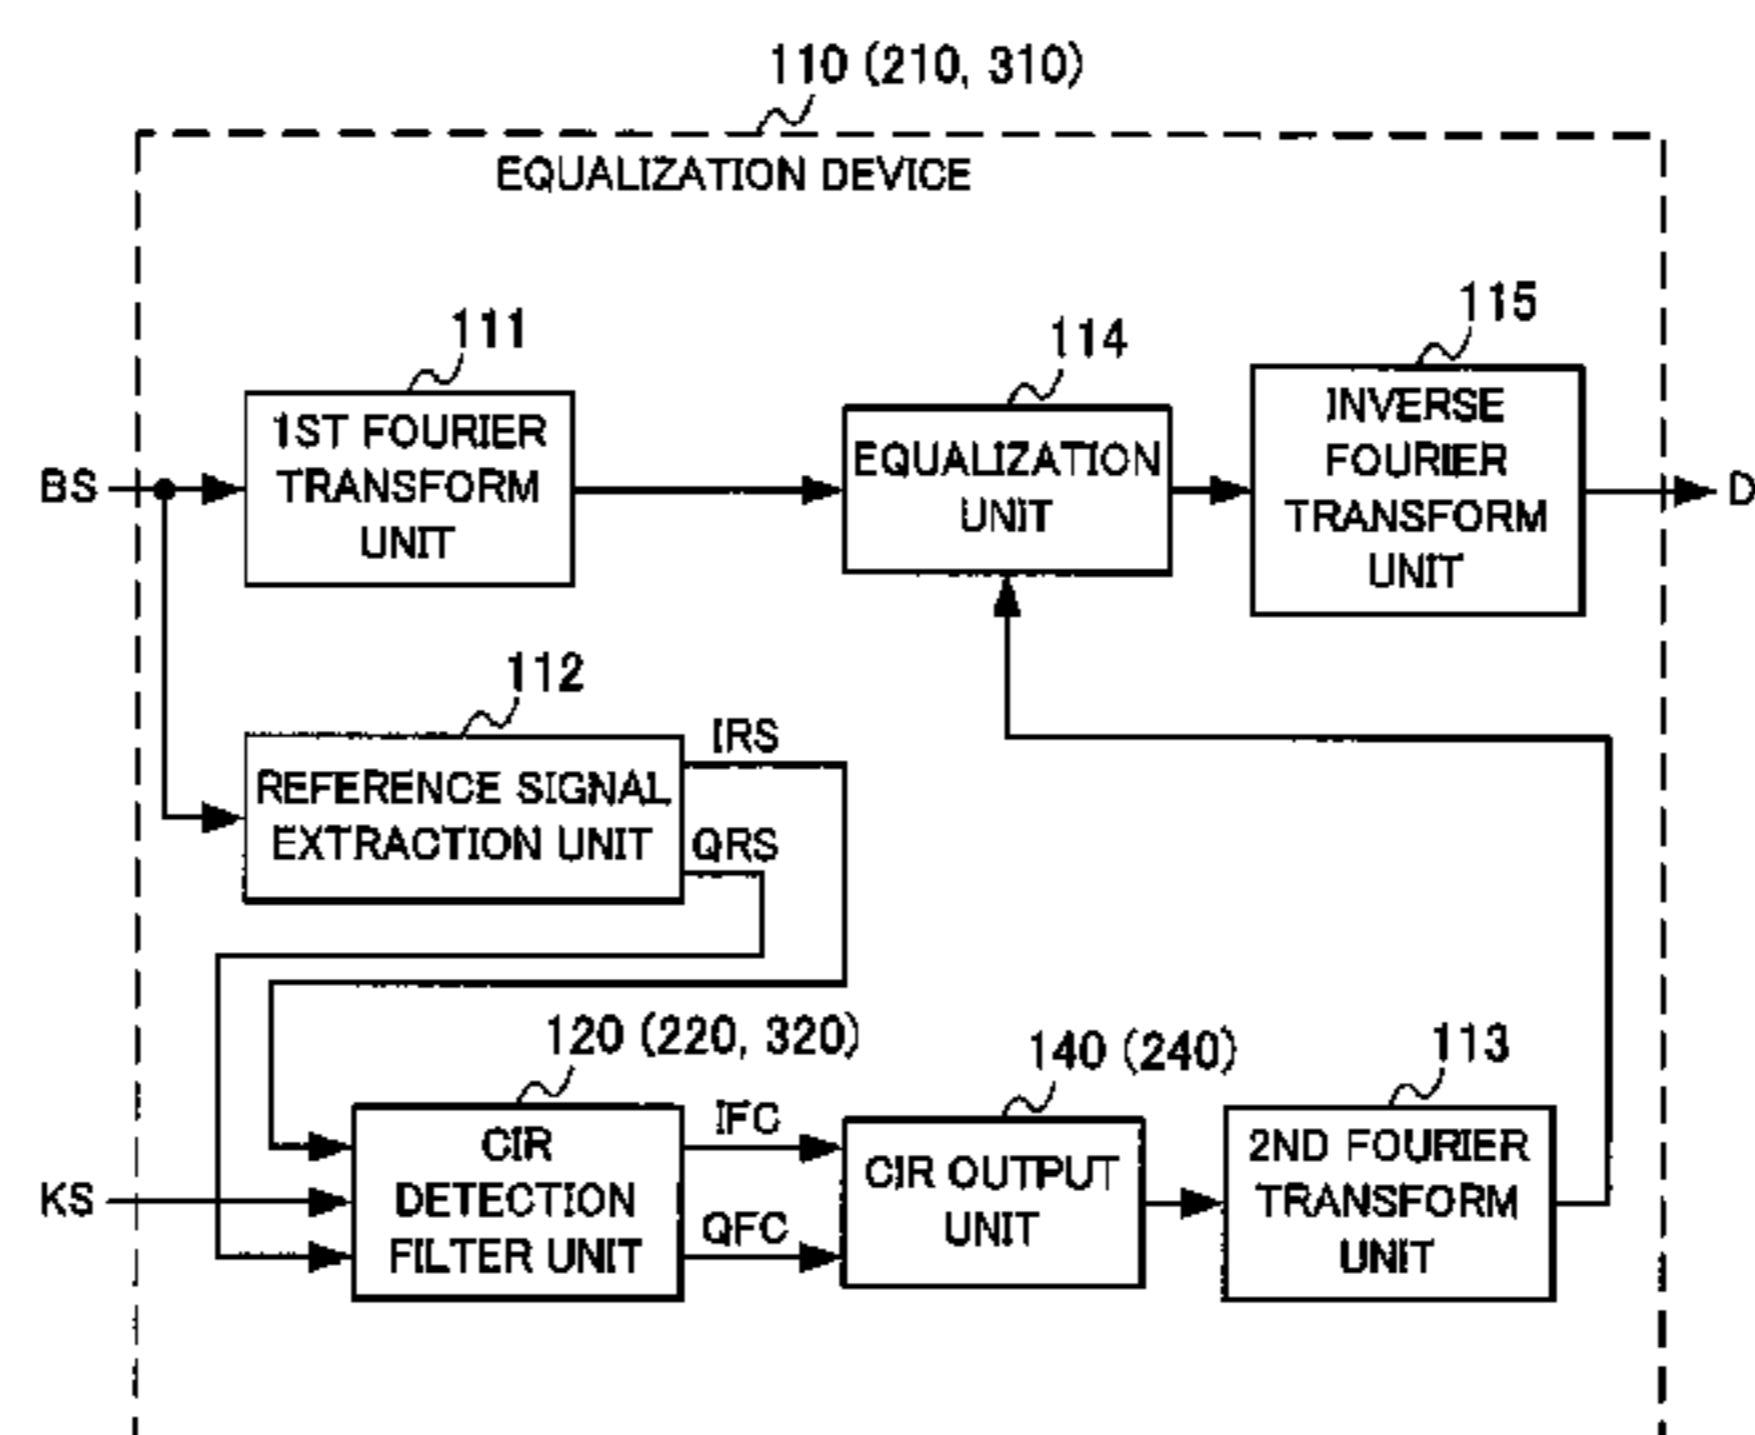 110 (210, 310)
EQUALIZATION DEVICE
111
114
115
1ST FOURIER
TRANSFORM
UNIT
EQUALIZATION
UNIT
INVERSE
FOURIER
TRANSFORM
UNIT
BS
D
112
IRS
REFERENCE SIGNAL
EXTRACTION UNIT
QRS
120 (220, 320)
140 (240)
113
KS
CIR
DETECTION
FILTER UNIT
IFC
QFC
CIR OUTPUT
UNIT
2ND FOURIER
TRANSFORM
UNIT